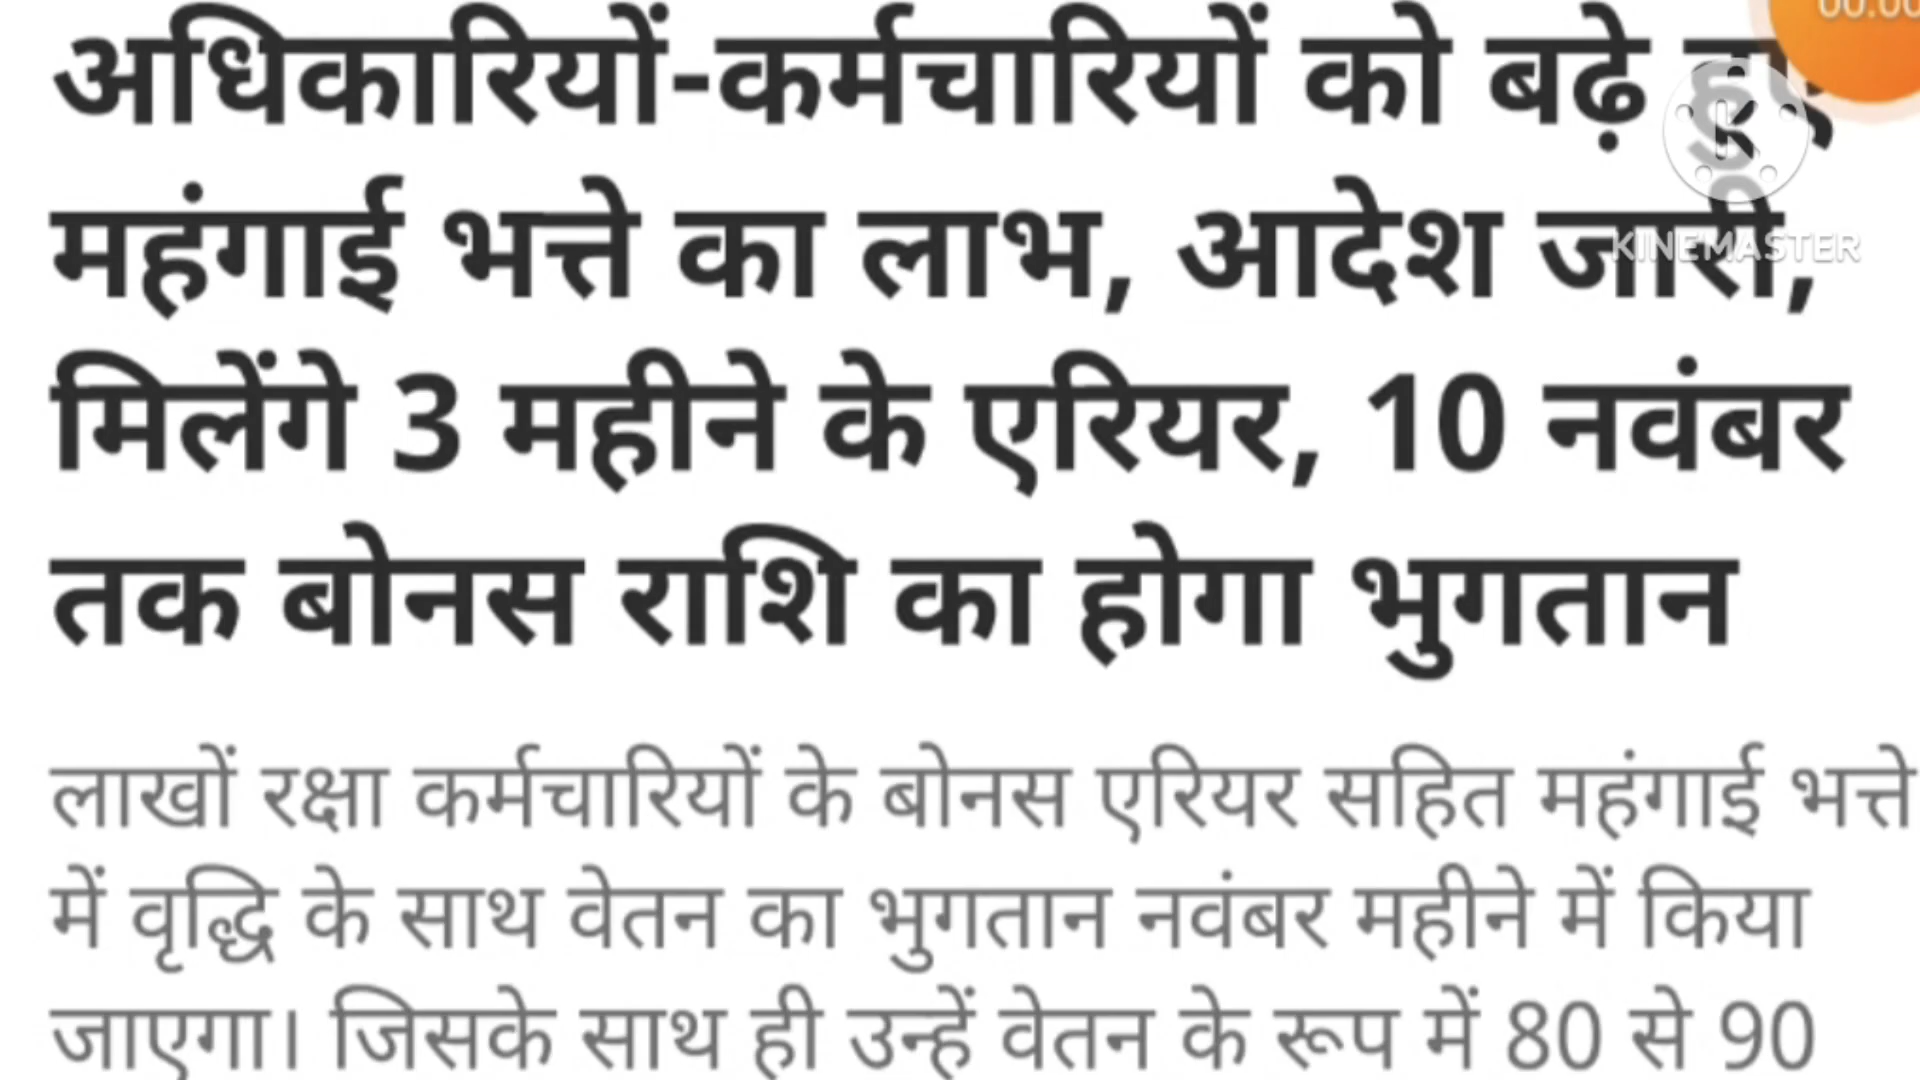 अधिकारियों-कर्मचारियों को बढ़े हुए
महंगाई भत्ते का लाभ, आदेश जारी,
मिलेंगे 3 महीने के एरियर, 10 नवंबर
तक बोनस राशि का होगा भुगतान
लाखों रक्षा कर्मचारियों के बोनस एरियर सहित महंगाई भत्ते
में वृद्धि के साथ वेतन का भुगतान नवंबर महीने में किया
जाएगा। जिसके साथ ही उन्हें वेतन के रूप में 80 से 90
K
KINEMASTER